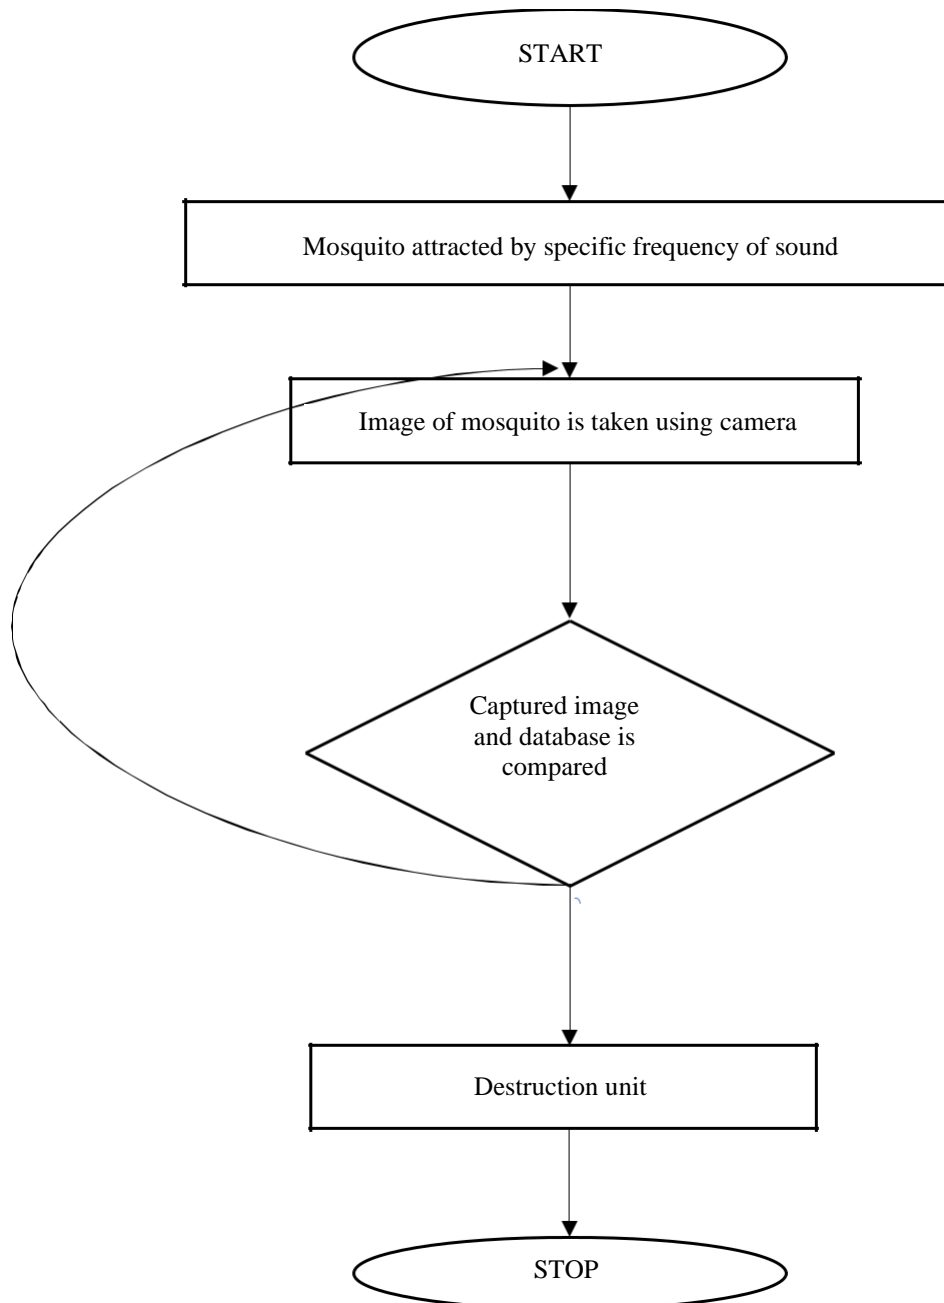 START
Mosquito attracted by specific frequency of sound
Image of mosquito is taken using camera
Captured image
and database is
compared
Destruction unit
STOP